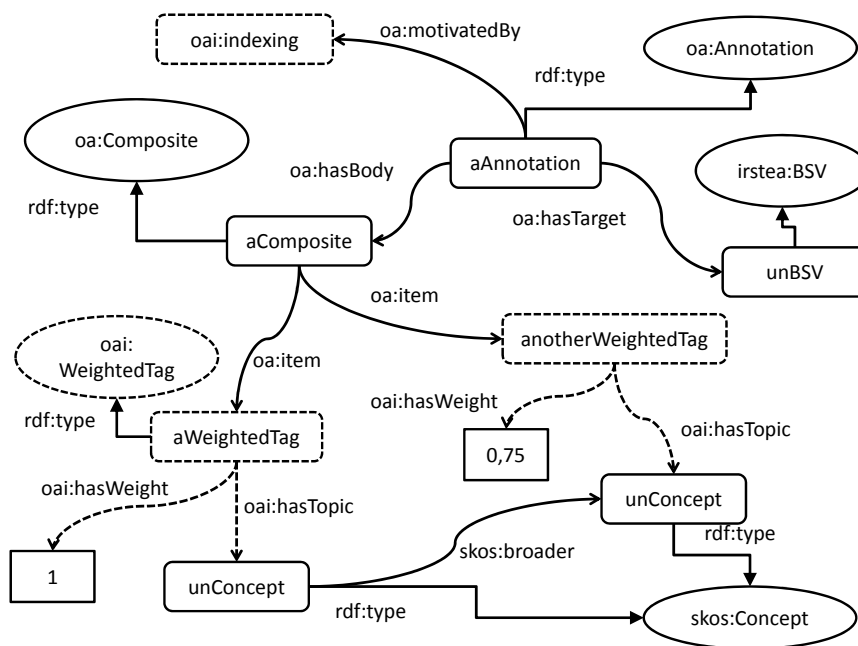 oa:motivatedBy
oai:indexing
oa:Annotation
rdf:type
oa:Composite
aAnnotation
oa:hasBody
irstea:BSV
rdf:type
oa:hasTarget
aComposite
unBSV
oa:item
oai:
WeightedTag
anotherWeightedTag
oa:item
oai:hasWeight
rdf:type
aWeightedTag
oai:hasTopic
0,75
oai:hasWeight
oai:hasTopic
unConcept
rdf:type
skos:broader
1
unConcept
rdf:type
skos:Concept